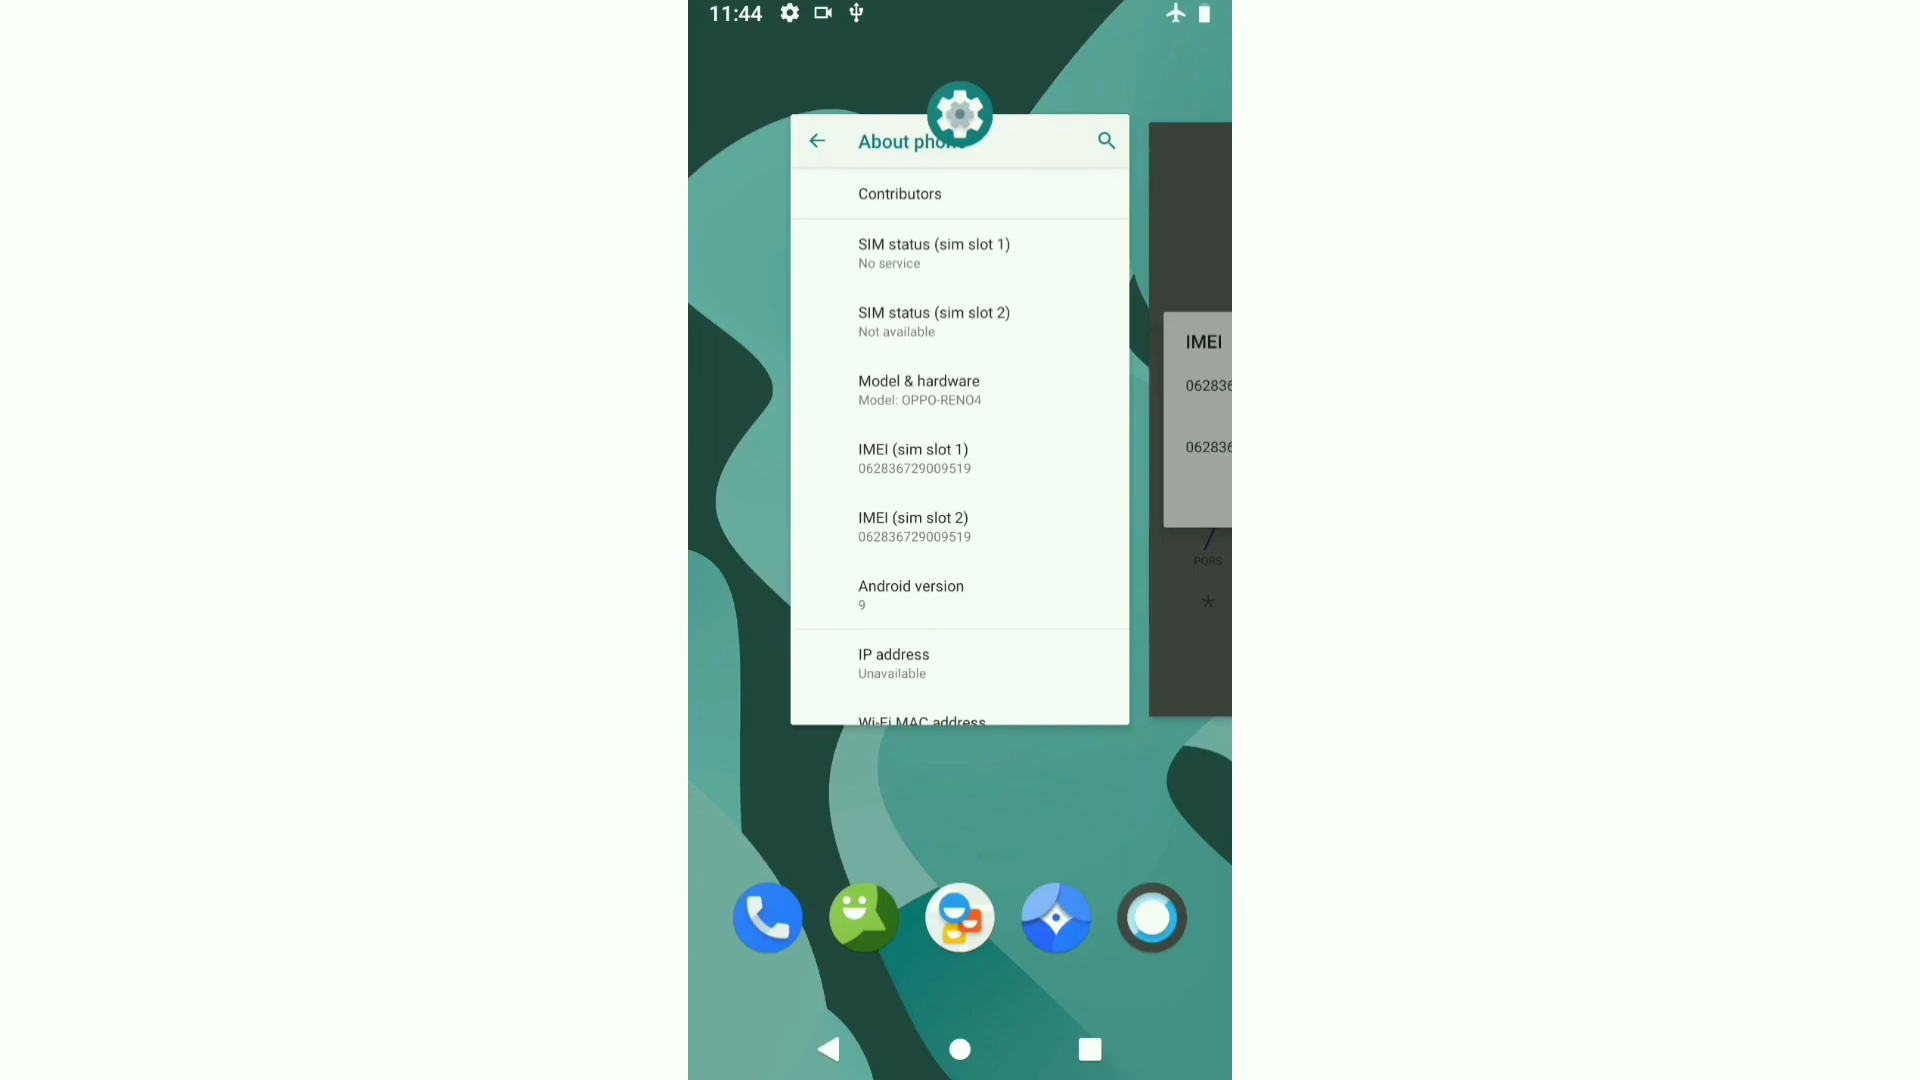 11:44
About phone
Contributors
SIM status (sim slot 1)
No service
SIM status (sim slot 2)
Not available
Model & hardware
Model: OPPO-RENO4
IMEI (sim slot 1)
062836729009519
IMEI (sim slot 2)
062836729009519
Android version
9
IP address
Unavailable
Wi-Fi MAC address
IMEI
062836
062836
PQRS
*